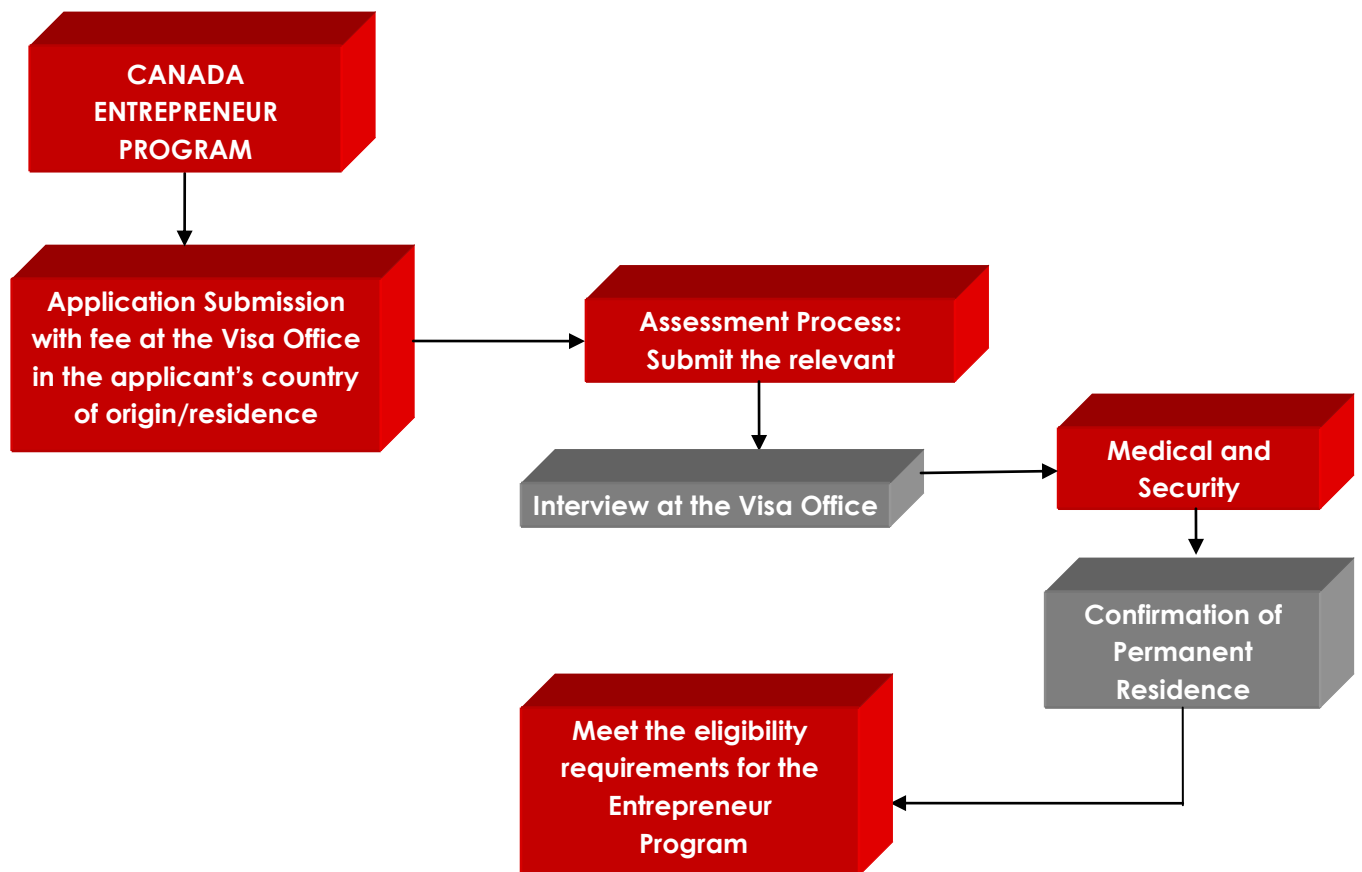 CANADA
ENTREPRENEUR
PROGRAM
Application Submission
with fee at the Visa Office
in the applicant’s country
of origin/residence
Assessment Process:
Submit the relevant
Interview at the Visa Office
Medical and
Security
Confirmation of
Permanent
Residence
Meet the eligibility
requirements for the
Entrepreneur
Program